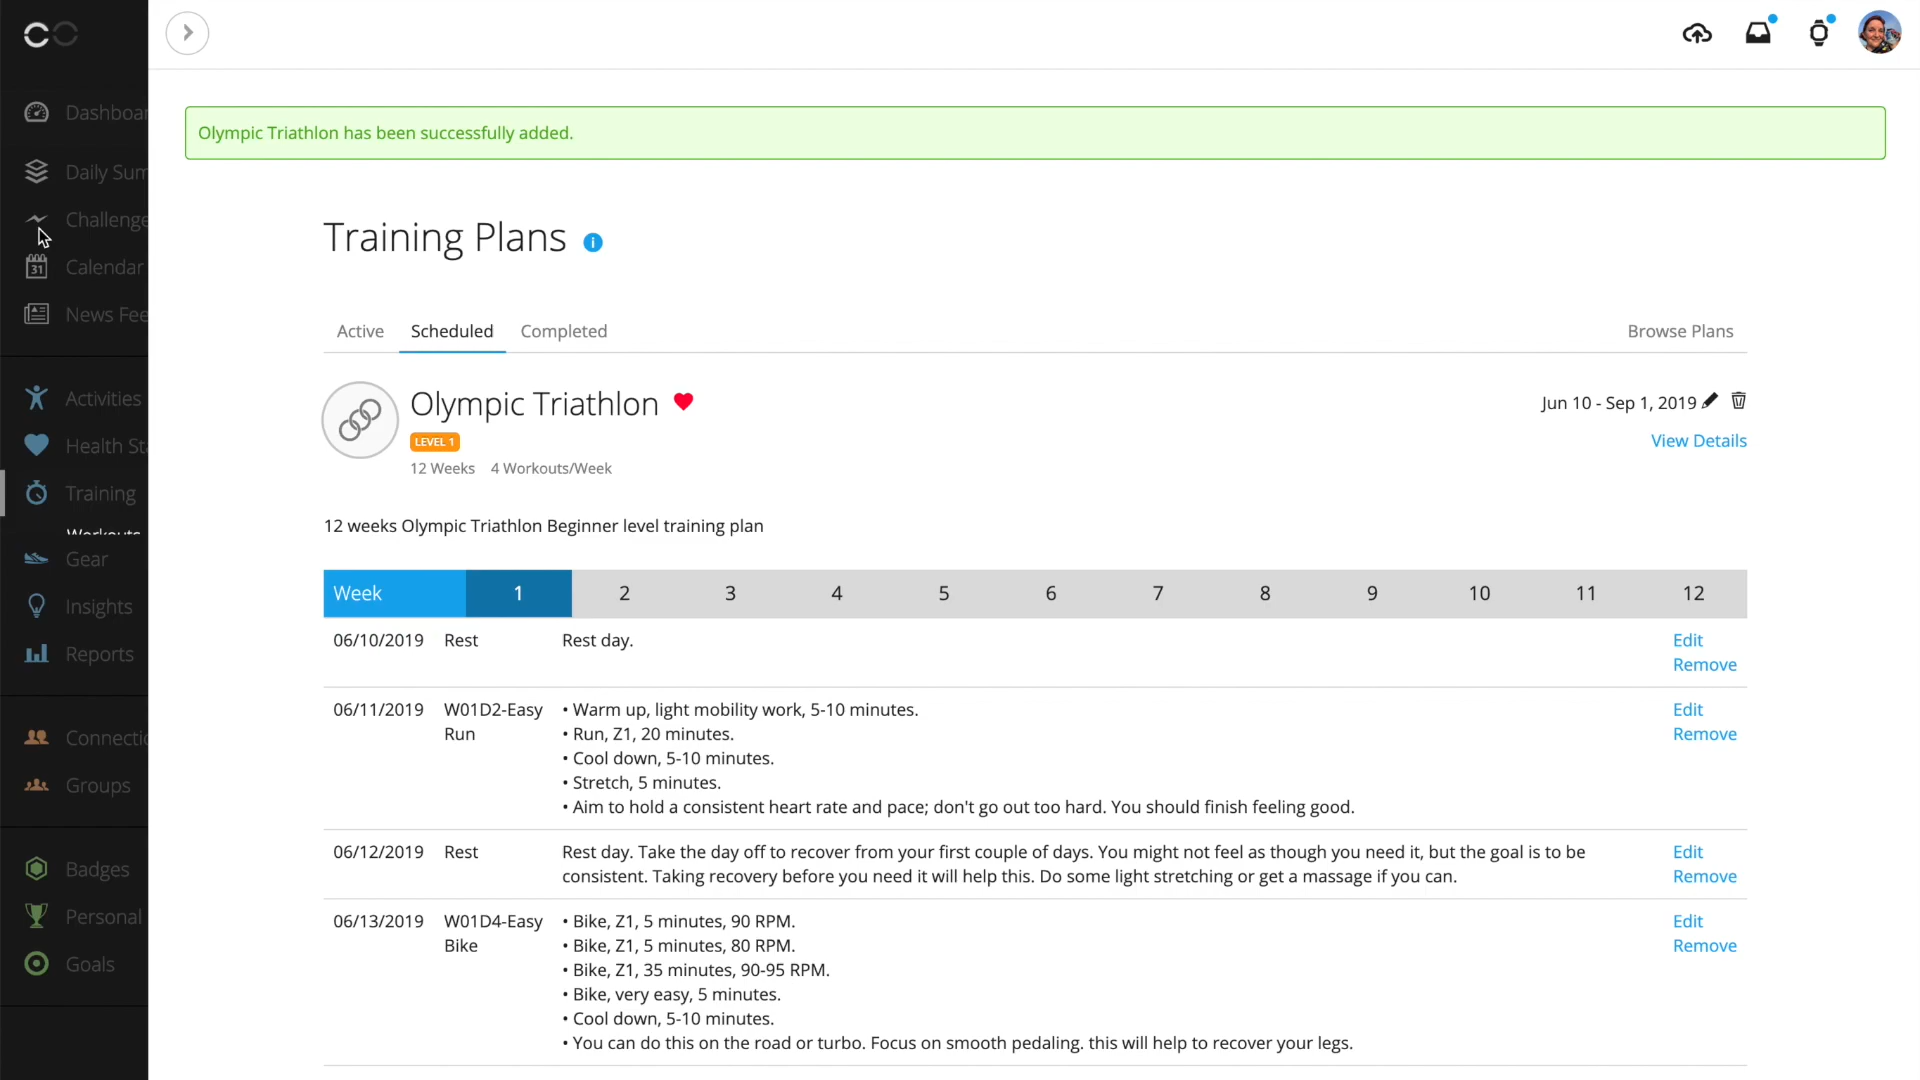 Olympic Triathlon has been successfully added.
Dashboar
Daily Sum
Challenge
Calendar
31
News Fee
Activities
Health Sta
Training
Workouts
Gear
Insights
Reports
Connectio
Groups
Badges
Personal
Goals
Training Plans
i
Active Scheduled Completed Browse Plans
Olympic Triathlon
Jun 10 - Sep 1, 2019
LEVEL 1
View Details
12 Weeks 4 Workouts/Week
12 weeks Olympic Triathlon Beginner level training plan
Week 1 2 3 4 5 6 7 8 9 10 11 12
06/10/2019 Rest Rest day. Edit
Remove
06/11/2019 W01D2-Easy • Warm up, light mobility work, 5-10 minutes. Edit
Run • Run, Z1, 20 minutes. Remove
• Cool down, 5-10 minutes.
• Stretch, 5 minutes.
• Aim to hold a consistent heart rate and pace; don't go out too hard. You should finish feeling good.
06/12/2019 Rest Rest day. Take the day off to recover from your first couple of days. You might not feel as though you need it, but the goal is to be Edit
consistent. Taking recovery before you need it will help this. Do some light stretching or get a massage if you can. Remove
06/13/2019 W01D4-Easy • Bike, Z1, 5 minutes, 90 RPM. Edit
Bike • Bike, Z1, 5 minutes, 80 RPM. Remove
• Bike, Z1, 35 minutes, 90-95 RPM.
• Bike, very easy, 5 minutes.
• Cool down, 5-10 minutes.
• You can do this on the road or turbo. Focus on smooth pedaling. this will help to recover your legs.